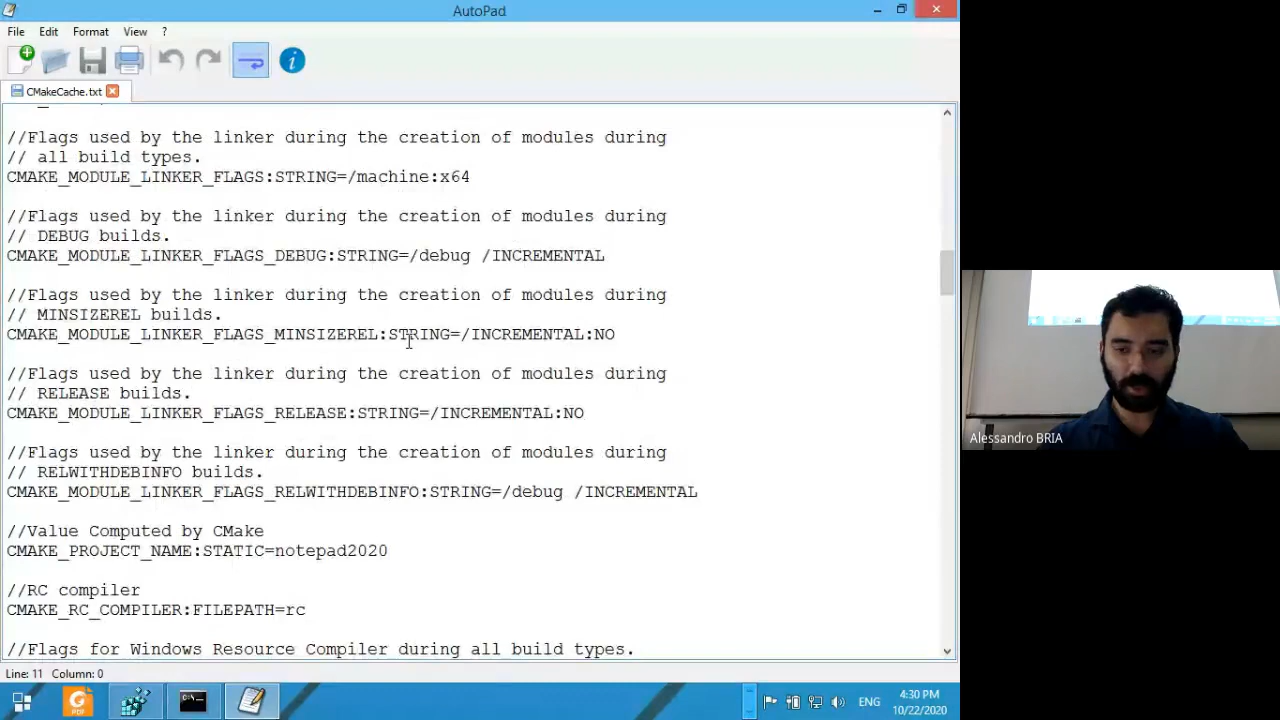 AutoPad
File Edit Format View ?
CMakeCache.txt
//Flags used by the linker during the creation of modules during
// all build types.
CMAKE_MODULE_LINKER_FLAGS:STRING=/machine:x64
//Flags used by the linker during the creation of modules during
// DEBUG builds.
CMAKE_MODULE_LINKER_FLAGS_DEBUG:STRING=/debug /INCREMENTAL
//Flags used by the linker during the creation of modules during
// MINSIZEREL builds.
CMAKE_MODULE_LINKER_FLAGS_MINSIZEREL:STRING=/INCREMENTAL:NO
//Flags used by the linker during the creation of modules during
// RELEASE builds.
CMAKE_MODULE_LINKER_FLAGS_RELEASE:STRING=/INCREMENTAL:NO
//Flags used by the linker during the creation of modules during
// RELWITHDEBINFO builds.
CMAKE_MODULE_LINKER_FLAGS_RELWITHDEBINFO:STRING=/debug /INCREMENTAL
//Value Computed by CMake
CMAKE_PROJECT_NAME:STATIC=notepad2020
//RC compiler
CMAKE_RC_COMPILER:FILEPATH=rc
//Flags for Windows Resource Compiler during all build types.
Line: 11 Column: 0
ENG
4:30 PM
10/22/2020
Alessandro BRIA